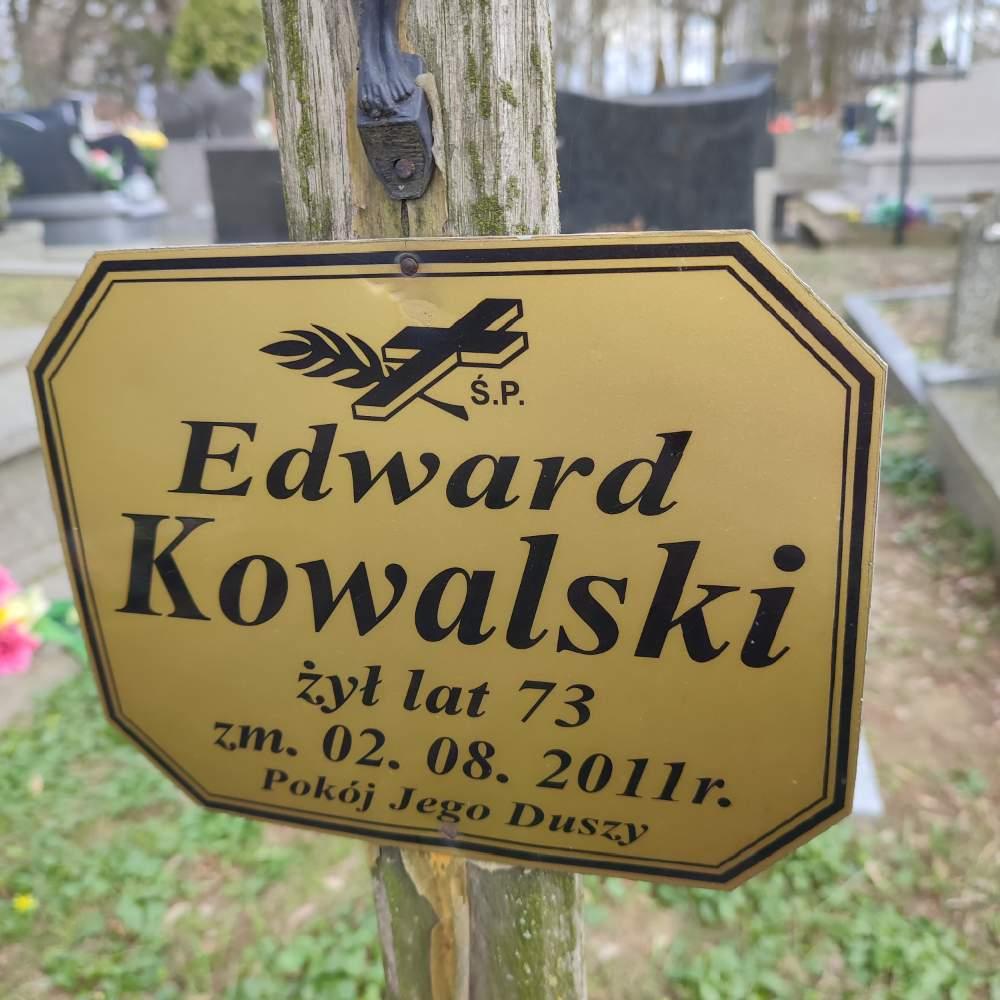 Ś.P.
Edward
Kowalski
żył lat 73
zm. 02. 08. 2011r.
Pokój Jego Duszy